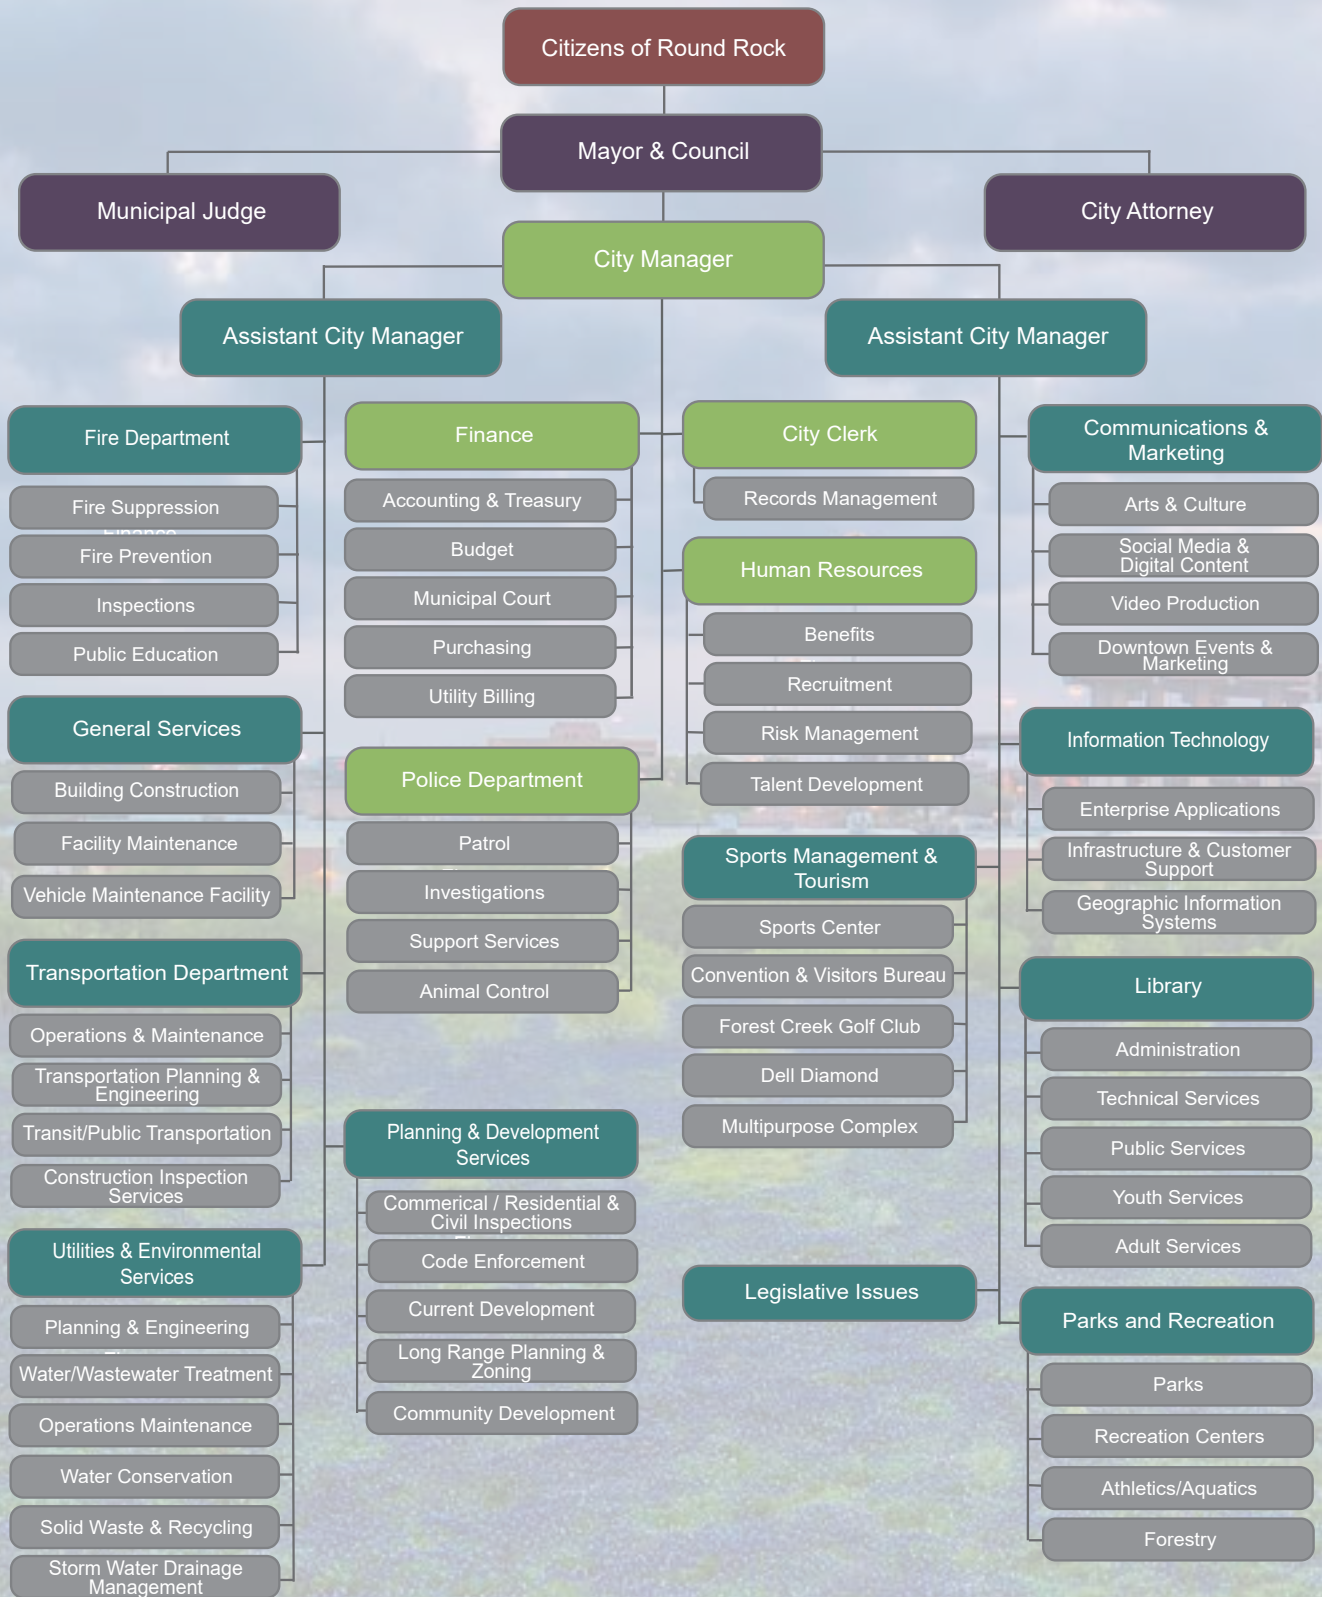 Citizens of Round Rock
Mayor & Council
Municipal Judge
City Attorney
City Manager
Assistant City Manager
Assistant City Manager
Fire Department
Fire Suppression
Fire Prevention
Inspections
Public Education
General Services
Building Construction
Facility Maintenance
Vehicle Maintenance Facility
Transportation Department
Operations & Maintenance
Transportation Planning &
Engineering
Transit/Public Transportation
Construction Inspection
Services
Utilities & Environmental
Services
Planning & Engineering
Water/Wastewater Treatment
Operations Maintenance
Water Conservation
Solid Waste & Recycling
Storm Water Drainage
Management
Finance
Accounting & Treasury
Budget
Municipal Court
Purchasing
Utility Billing
Police Department
Patrol
Investigations
Support Services
Animal Control
Planning & Development
Services
Commerical / Residential &
Civil Inspections
Code Enforcement
Current Development
Long Range Planning &
Zoning
Community Development
City Clerk
Records Management
Human Resources
Benefits
Recruitment
Risk Management
Talent Development
Sports Management &
Tourism
Sports Center
Convention & Visitors Bureau
Forest Creek Golf Club
Dell Diamond
Multipurpose Complex
Legislative Issues
Communications &
Marketing
Arts & Culture
Social Media &
Digital Content
Video Production
Downtown Events &
Marketing
Information Technology
Enterprise Applications
Infrastructure & Customer
Support
Geographic Information
Systems
Library
Administration
Technical Services
Public Services
Youth Services
Adult Services
Parks and Recreation
Parks
Recreation Centers
Athletics/Aquatics
Forestry